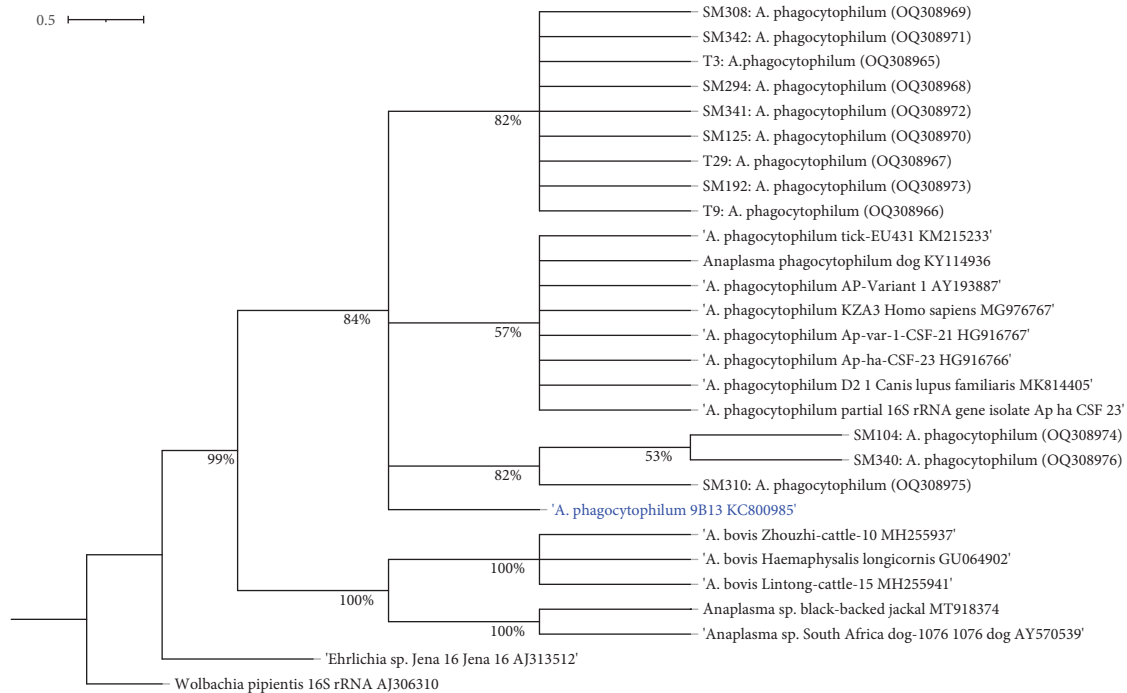 0.5
SM308: A. phagocytophilum (OQ308969)
SM342: A. phagocytophilum (OQ308971)
T3: A.phagocytophilum (OQ308965)
SM294: A. phagocytophilum (OQ308968)
SM341: A. phagocytophilum (OQ308972)
82%
SM125: A. phagocytophilum (OQ308970)
T29: A. phagocytophilum (OQ308967)
SM192: A. phagocytophilum (OQ308973)
T9: A. phagocytophilum (OQ308966)
'A. phagocytophilum tick-EU431 KM215233'
Anaplasma phagocytophilum dog KY114936
'A. phagocytophilum AP-Variant 1 AY193887'
'A. phagocytophilum KZA3 Homo sapiens MG976767'
84%
57%
'A. phagocytophilum Ap-var-1-CSF-21 HG916767'
'A. phagocytophilum Ap-ha-CSF-23 HG916766'
'A. phagocytophilum D2 1 Canis lupus familiaris MK814405'
'A. phagocytophilum partial 16S rRNA gene isolate Ap ha CSF 23'
SM104: A. phagocytophilum (OQ308974)
53%
99%
SM340: A. phagocytophilum (OQ308976)
82%
SM310: A. phagocytophilum (OQ308975)
'A. phagocytophilum 9B13 KC800985'
'A. bovis Zhouzhi-cattle-10 MH255937'
'A. bovis Haemaphysalis longicornis GU064902'
100%
'A. bovis Lintong-cattle-15 MH255941'
100%
Anaplasma sp. black-backed jackal MT918374
100%
'Anaplasma sp. South Africa dog-1076 1076 dog AY570539'
'Ehrlichia sp. Jena 16 Jena 16 AJ313512'
Wolbachia pipientis 16S rRNA AJ306310